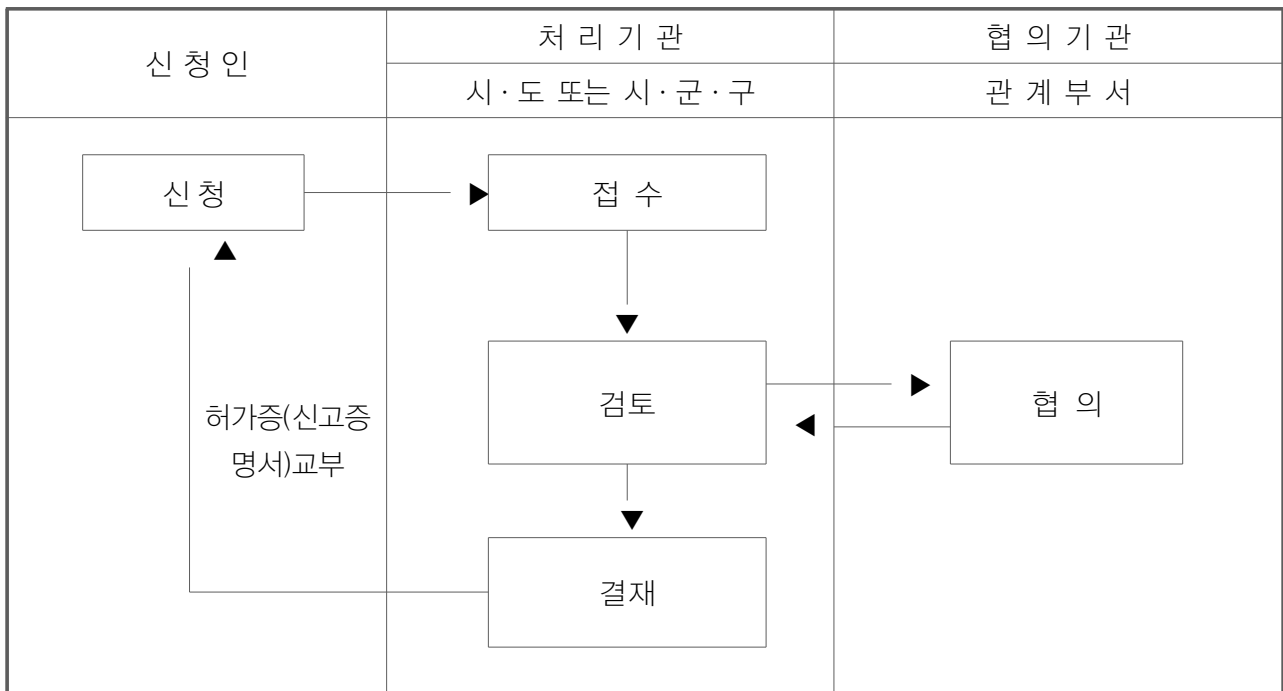 신 청 인
처 리 기 관
협 의 기 관
시 · 도 또는 시 · 군 · 구
관 계 부 서
신 청
접 수
검토
협 의
허가증(신고증
명서)교부
결재